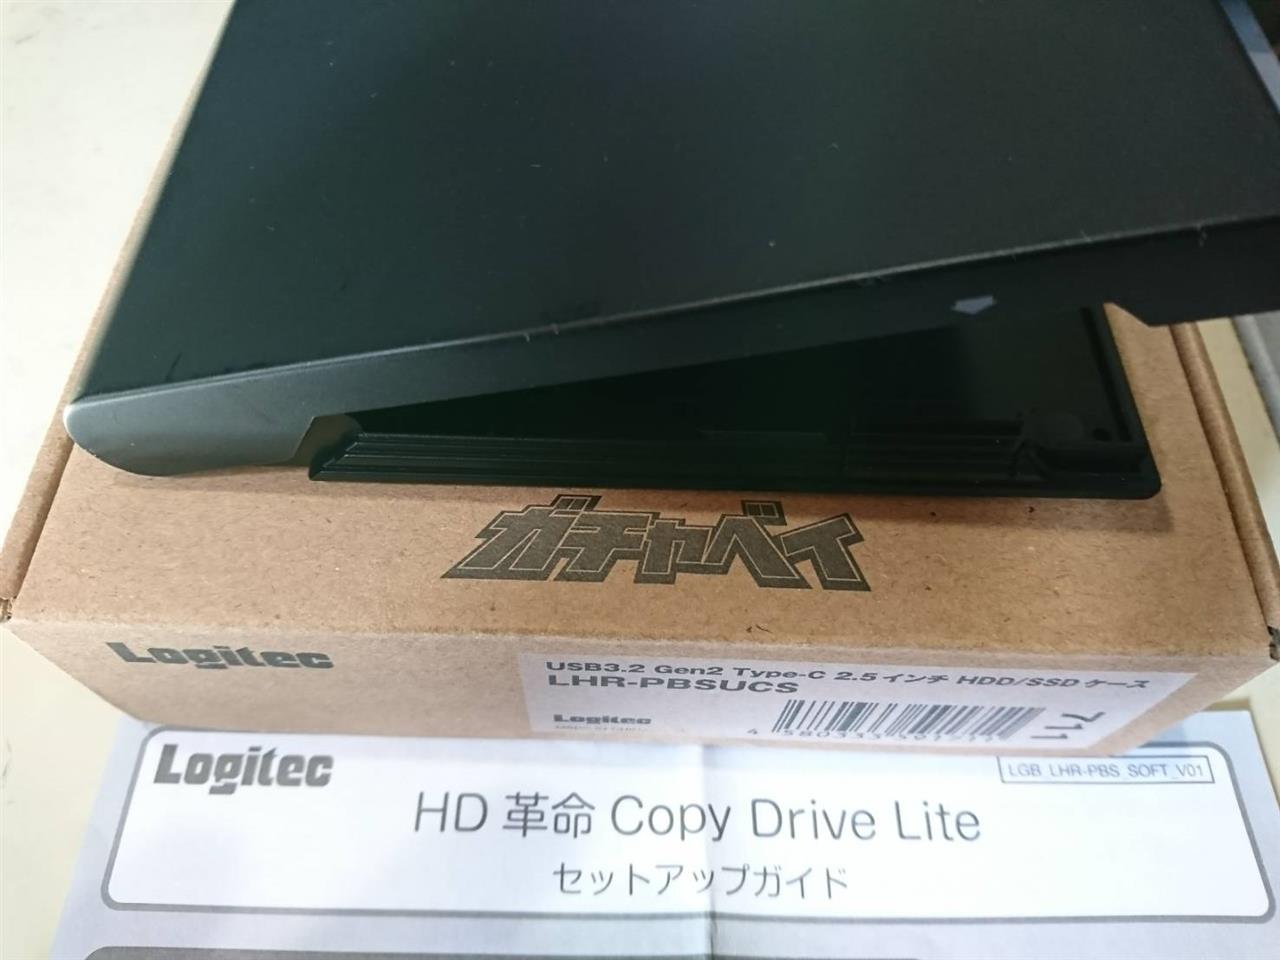 ガチャベイ
Logitec
USB3.2 Gen2 Type-C 2.5インチ HDD/SSD ケース
LHR-PBSUCS
Logitec
711
Logitec
LGB_LHR-PBS_SOFT_V01
HD 革命 Copy Drive Lite
セットアップガイド